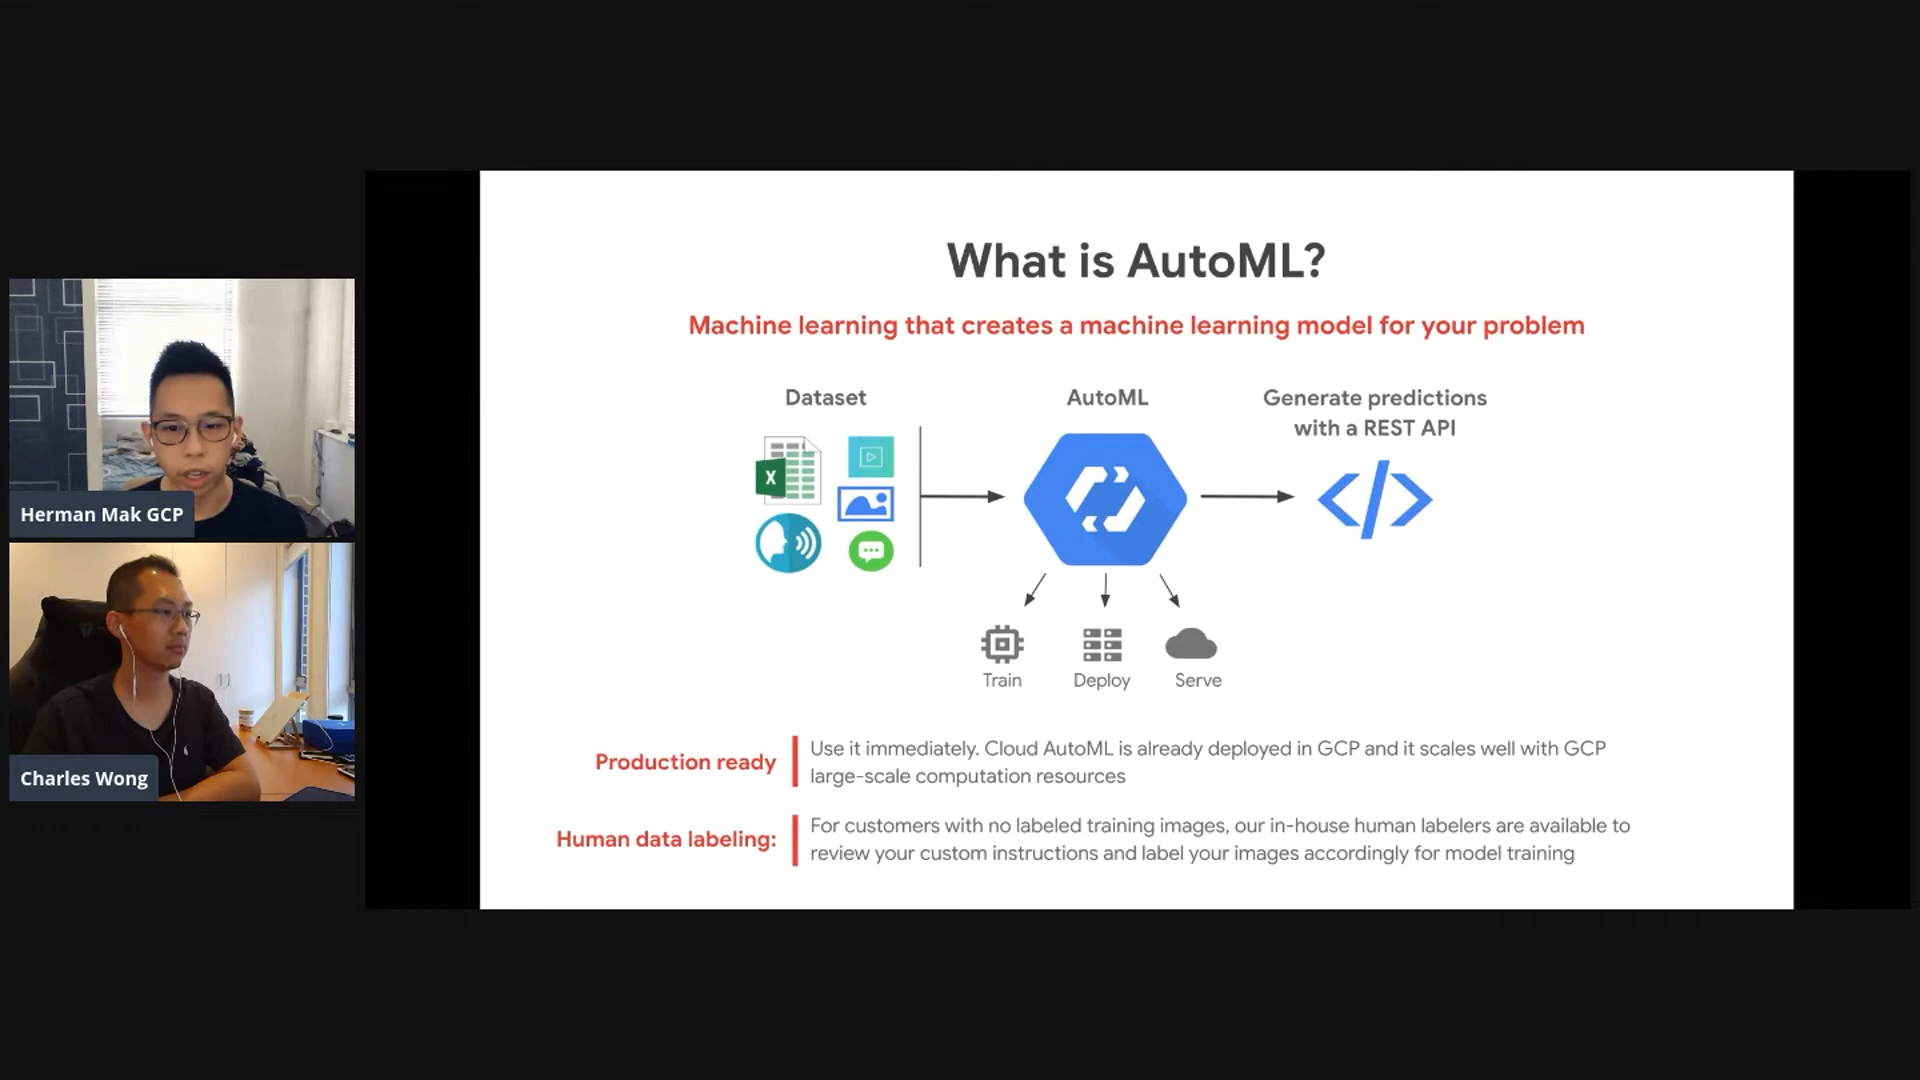 What is AutoML?
Machine learning that creates a machine learning model for your problem
Dataset
AutoML
Generate predictions
with a REST API
X
Train
Deploy
Serve
Production ready
Use it immediately. Cloud AutoML is already deployed in GCP and it scales well with GCP
large-scale computation resources
Human data labeling:
For customers with no labeled training images, our in-house human labelers are available to
review your custom instructions and label your images accordingly for model training
Herman Mak GCP
Charles Wong